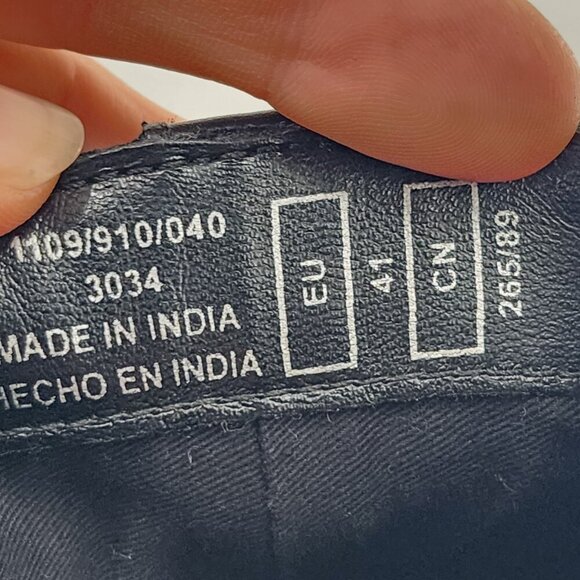 1109/910/040
3034
MADE IN INDIA
HECHO EN INDIA
EU
41
CN
265/89